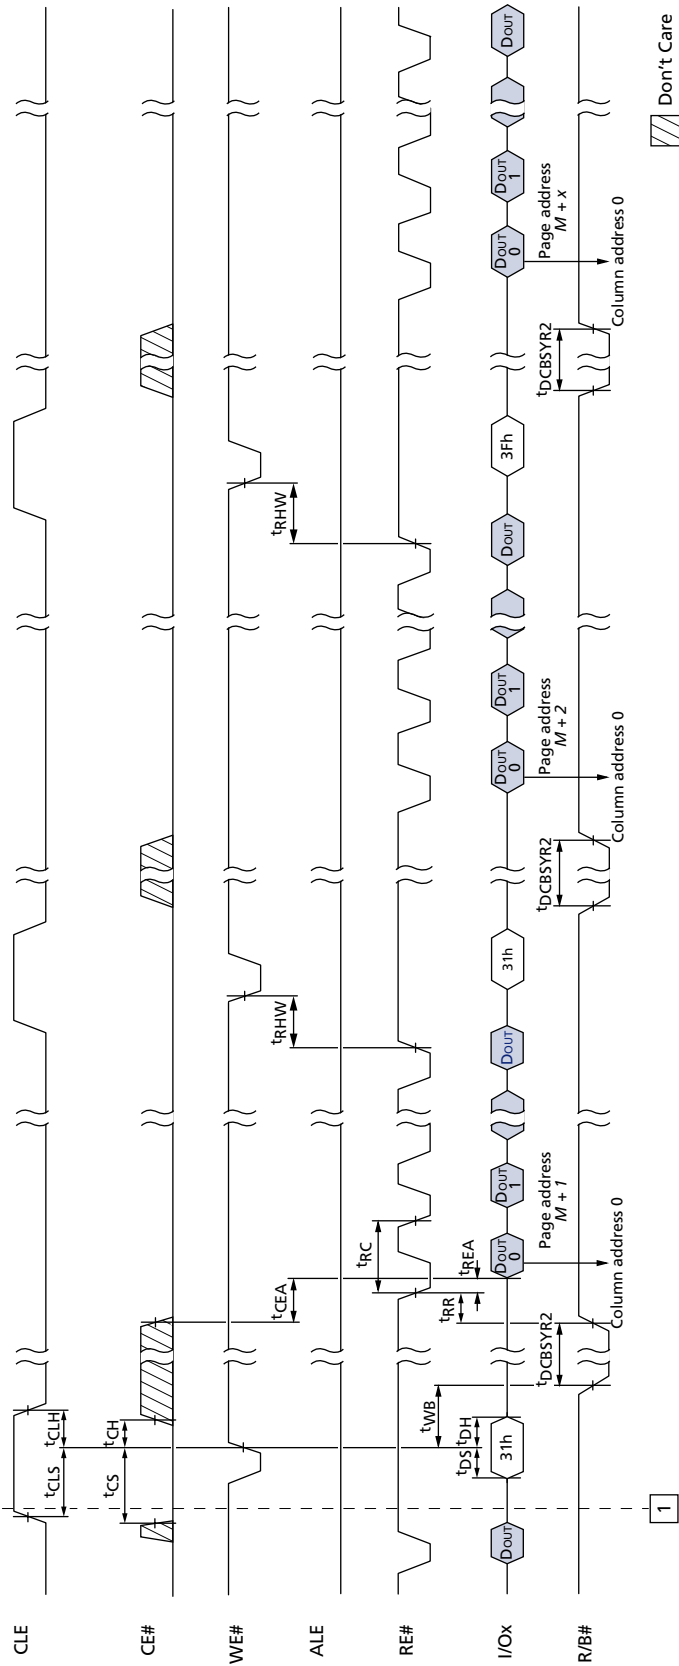 CLE
tCLS
tCLH
CE#
tCS
tCH
WE#
tCEA
tRHW
tRHW
ALE
RE#
tRC
tRR
tREA
tWB
tDS
tDH
I/Ox
DOUT
31h
DOUT 0
DOUT 1
DOUT
31h
DOUT 0
DOUT 1
DOUT
3Fh
DOUT 0
DOUT 1
DOUT
Page address
M + 1
Page address
M + 2
Page address
M + x
tDCBSYR2
tDCBSYR2
tDCBSYR2
R/B#
Column address 0
Column address 0
Column address 0
1
Don't Care